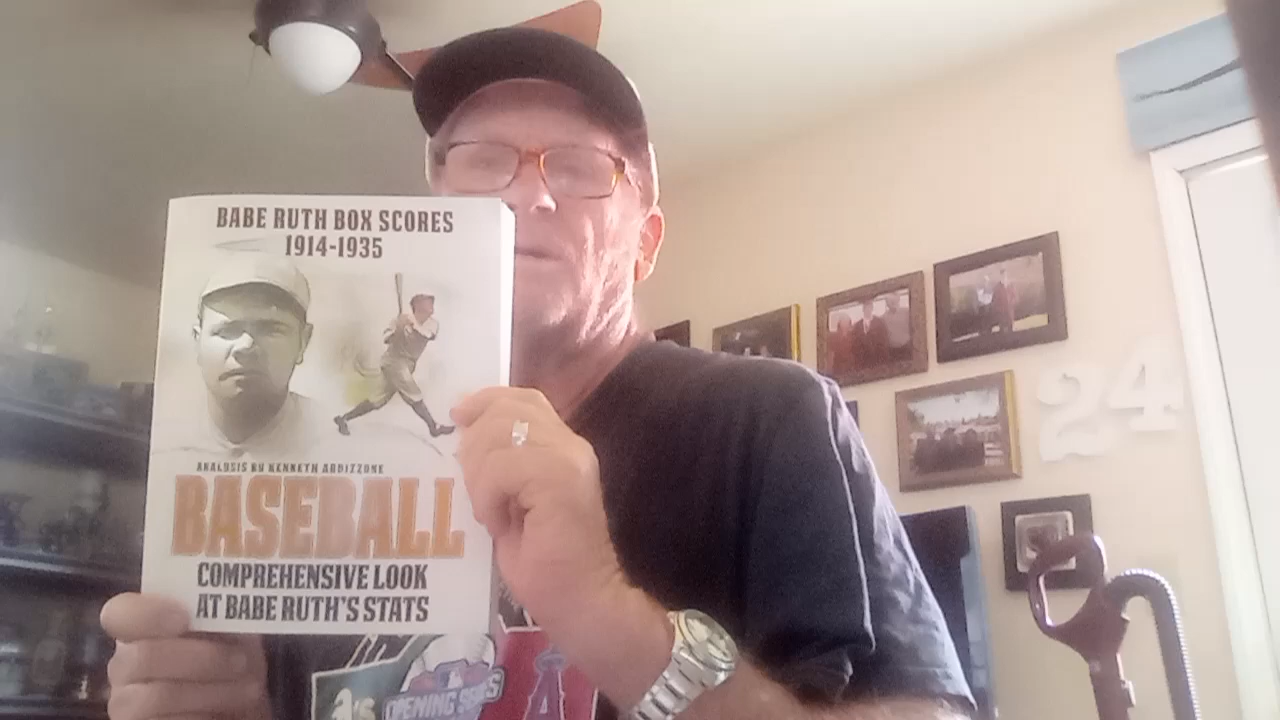 BABE RUTH BOX SCORES
1914-1935
ANALYSIS BY KENNETH ARDIZZONE
BASEBALL
COMPREHENSIVE LOOK
AT BABE RUTH'S STATS
24
A's
OPENING SERIES
A